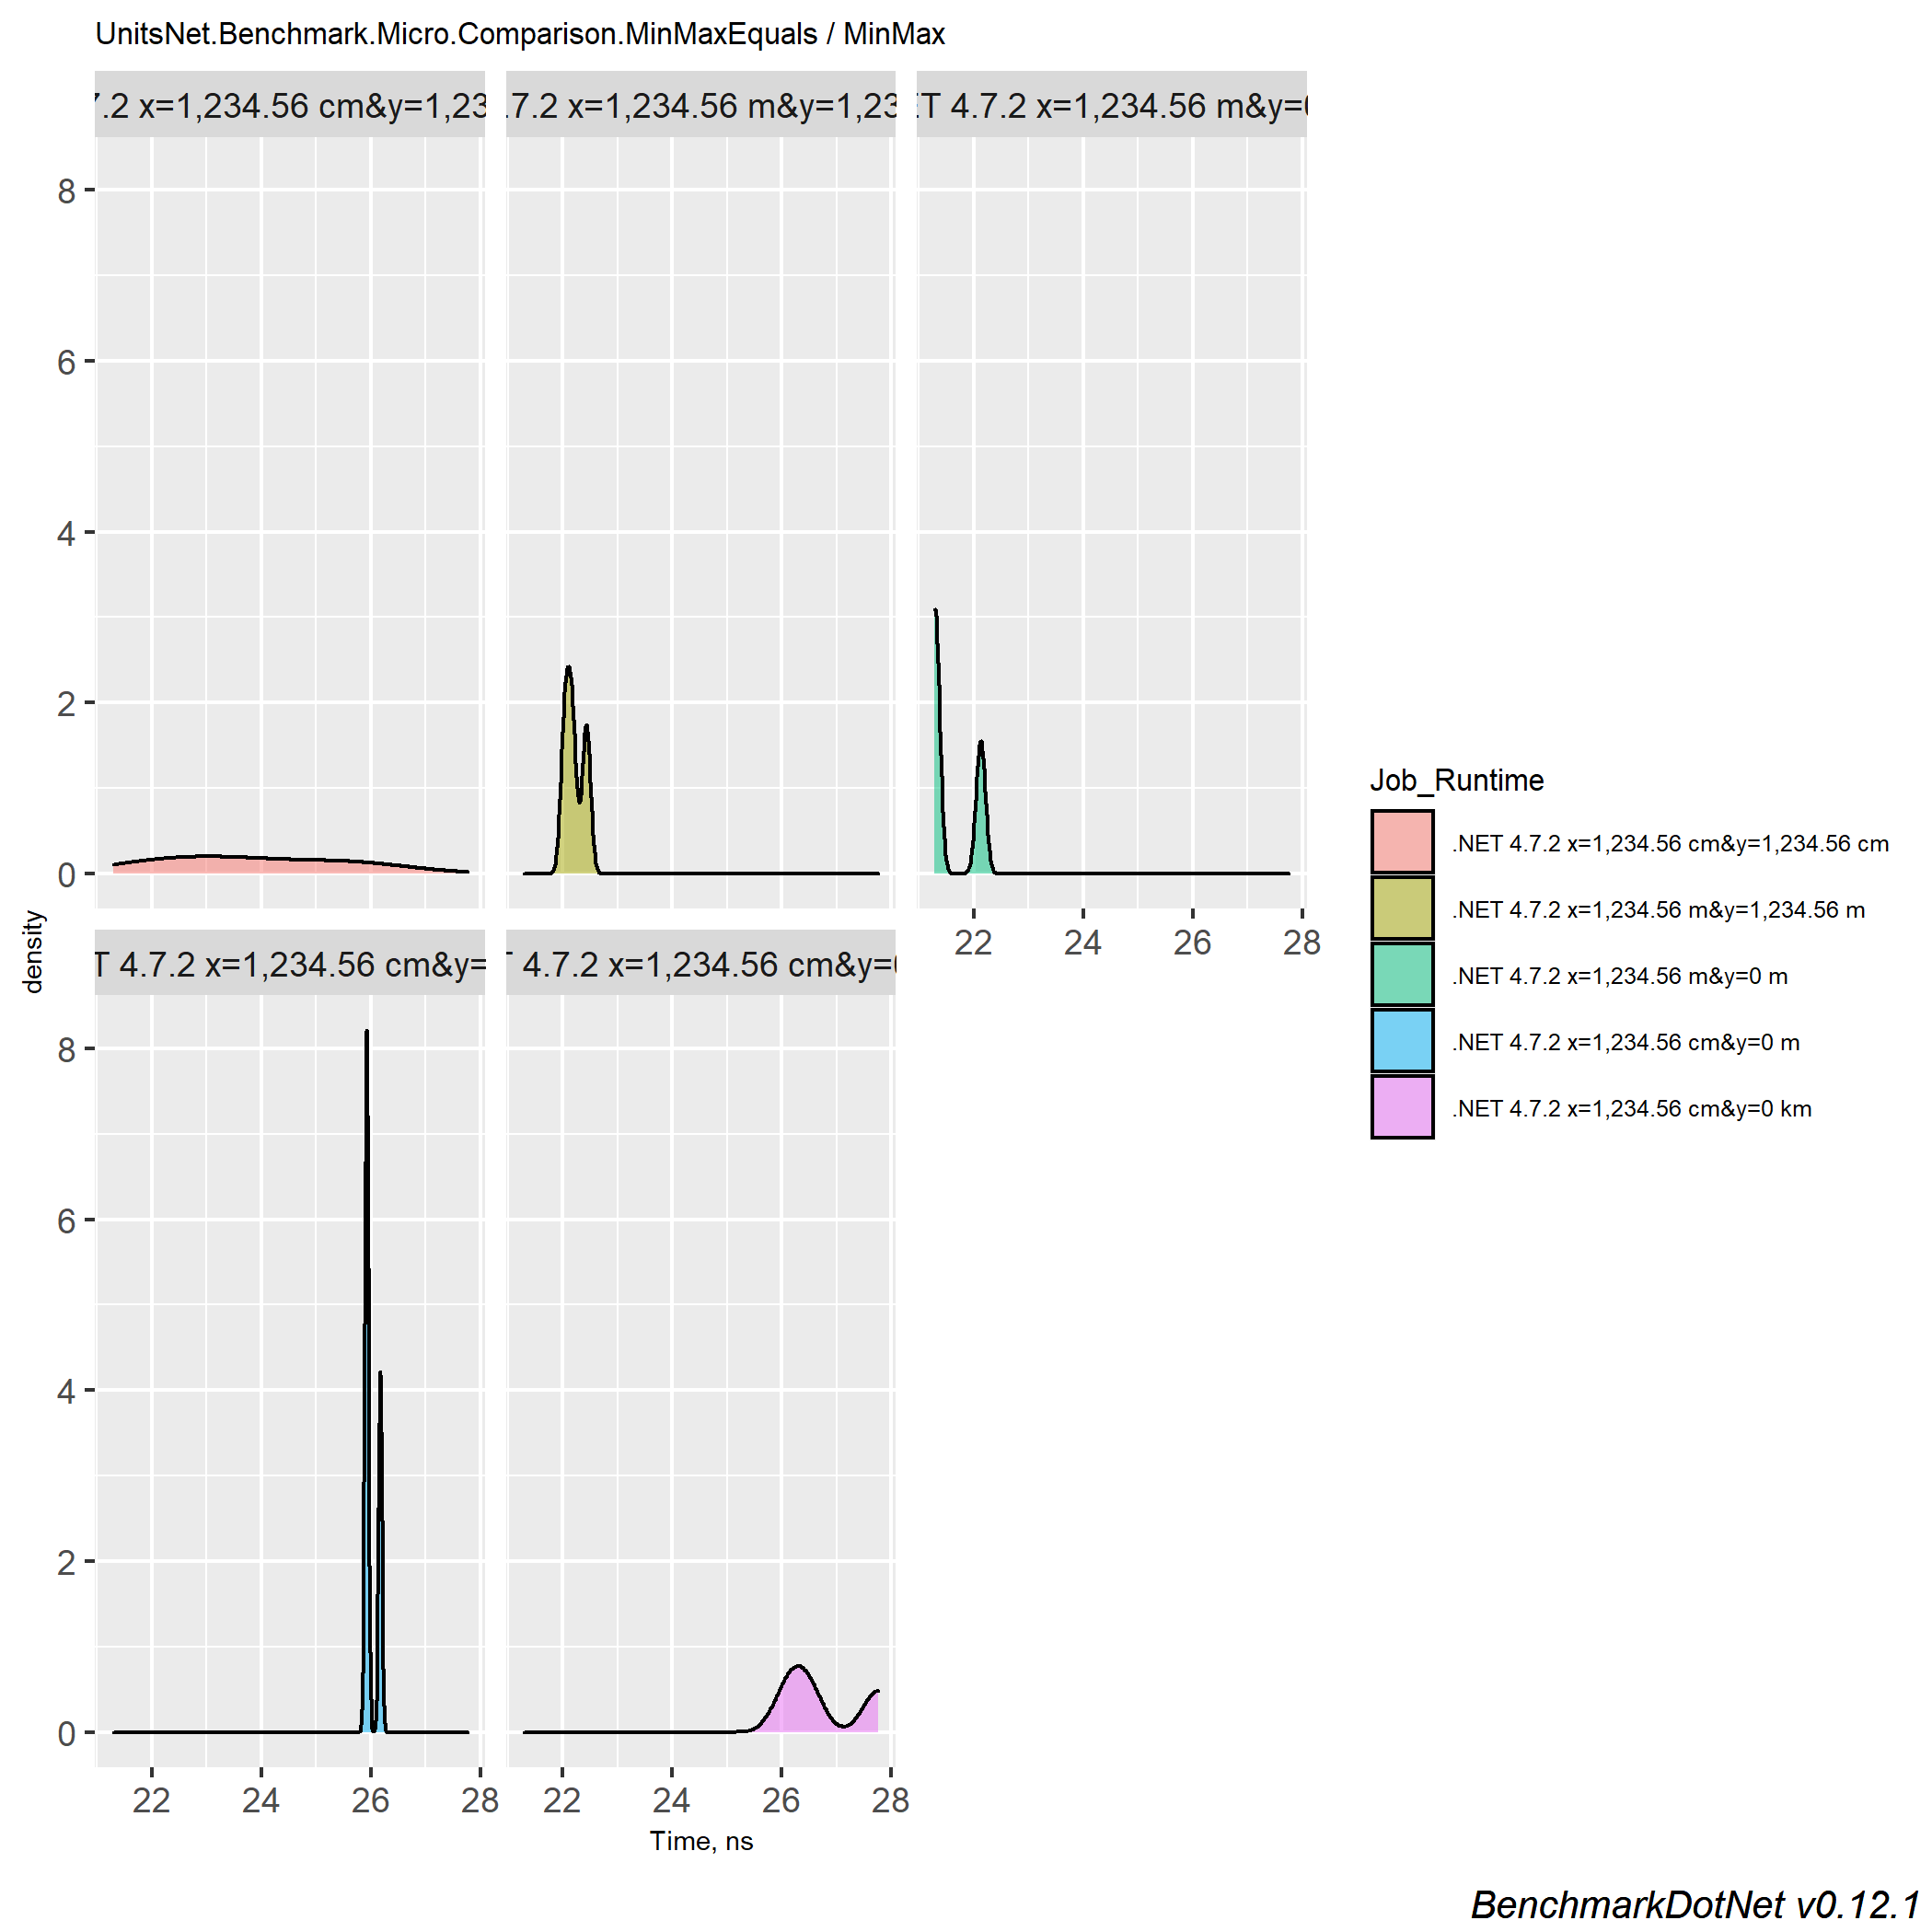 UnitsNet.Benchmark.Micro.Comparison.MinMaxEquals / MinMax
7.2 x=1,234.56 cm&y=1,23
.7.2 x=1,234.56 m&y=1,23
ET 4.7.2 x=1,234.56 m&y=0
8
6
4
2
0
22 24 26 28
density
T 4.7.2 x=1,234.56 cm&y=
T 4.7.2 x=1,234.56 cm&y=0
8
6
4
2
0
22 24 26 28
22 24 26 28
Time, ns
Job_Runtime
.NET 4.7.2 x=1,234.56 cm&y=1,234.56 cm
.NET 4.7.2 x=1,234.56 m&y=1,234.56 m
.NET 4.7.2 x=1,234.56 m&y=0 m
.NET 4.7.2 x=1,234.56 cm&y=0 m
.NET 4.7.2 x=1,234.56 cm&y=0 km
BenchmarkDotNet v0.12.1